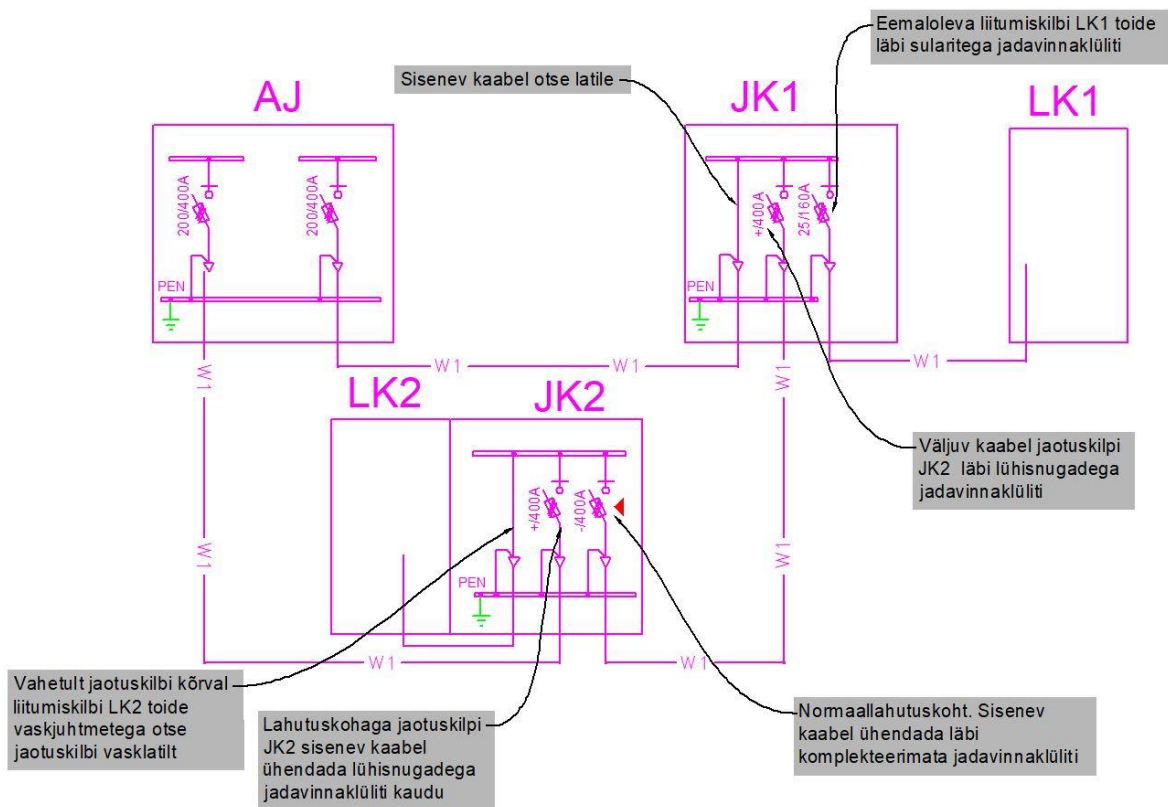 Eemaloleva liitumiskilbi LK1 toide
läbi sularitega jadavinnaklüliti
Sisenev kaabel otse latile
AJ
JK1
LK1
200/400A
200/400A
PEN
+/400A
25/160A
PEN
W1
W1
W1
W1
LK2
JK2
Väljuv kaabel jaotuskilpi
JK2 läbi lühisnugadega
jadavinnaklüliti
+/400A
-/400A
PEN
W1
W1
W1
Vahetult jaotuskilbi kõrval
liitumiskilbi LK2 toide
vaskjuhtmetega otse
jaotuskilbi vasklatilt
Lahutuskohaga jaotuskilpi
JK2 sisenev kaabel
ühendada lühisnugadega
jadavinnaklüliti kaudu
Normaallahutuskoht. Sisenev
kaabel ühendada läbi
komplekteerimata jadavinnaklüliti